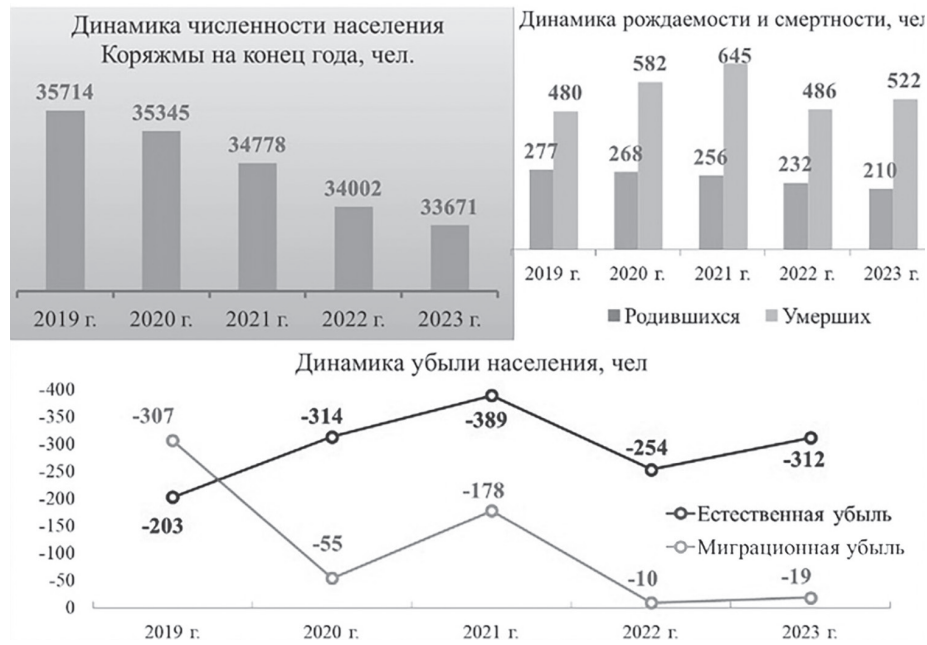 Динамика численности населения
Коряжмы на конец года, чел.
35714
35345
34778
34002
33671
2019 г.
2020 г.
2021 г.
2022 г.
2023 г.
Динамика рождаемости и смертности, чел
480
582
645
486
522
277
268
256
232
210
2019 г.
2020 г.
2021 г.
2022 г.
2023 г.
Родившихся
Умерших
Динамика убыли населения, чел
-400
-350
-300
-250
-200
-150
-100
-50
0
-307
-314
-389
-254
-312
-203
-55
-178
-10
-19
Естественная убыль
Миграционная убыль
2019 г.
2020 г.
2021 г.
2022 г.
2023 г.